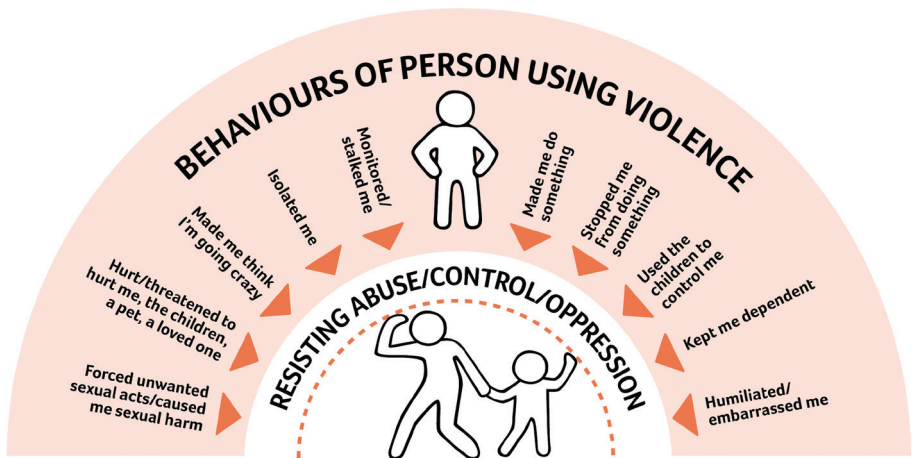 BEHAVIOURS OF PERSON USING VIOLENCE
Forced unwanted
sexual acts/caused
me sexual harm
Hurt/threatened to
hurt me, the children,
a pet, a loved one
Made me think
I'm going crazy
Isolated me
Monitored/
stalked me
Made me do
something
Stopped me
from doing
something
Used the
children to
control me
Kept me dependent
Humiliated/
embarrassed me
RESISTING ABUSE/CONTROL/OPPRESSION